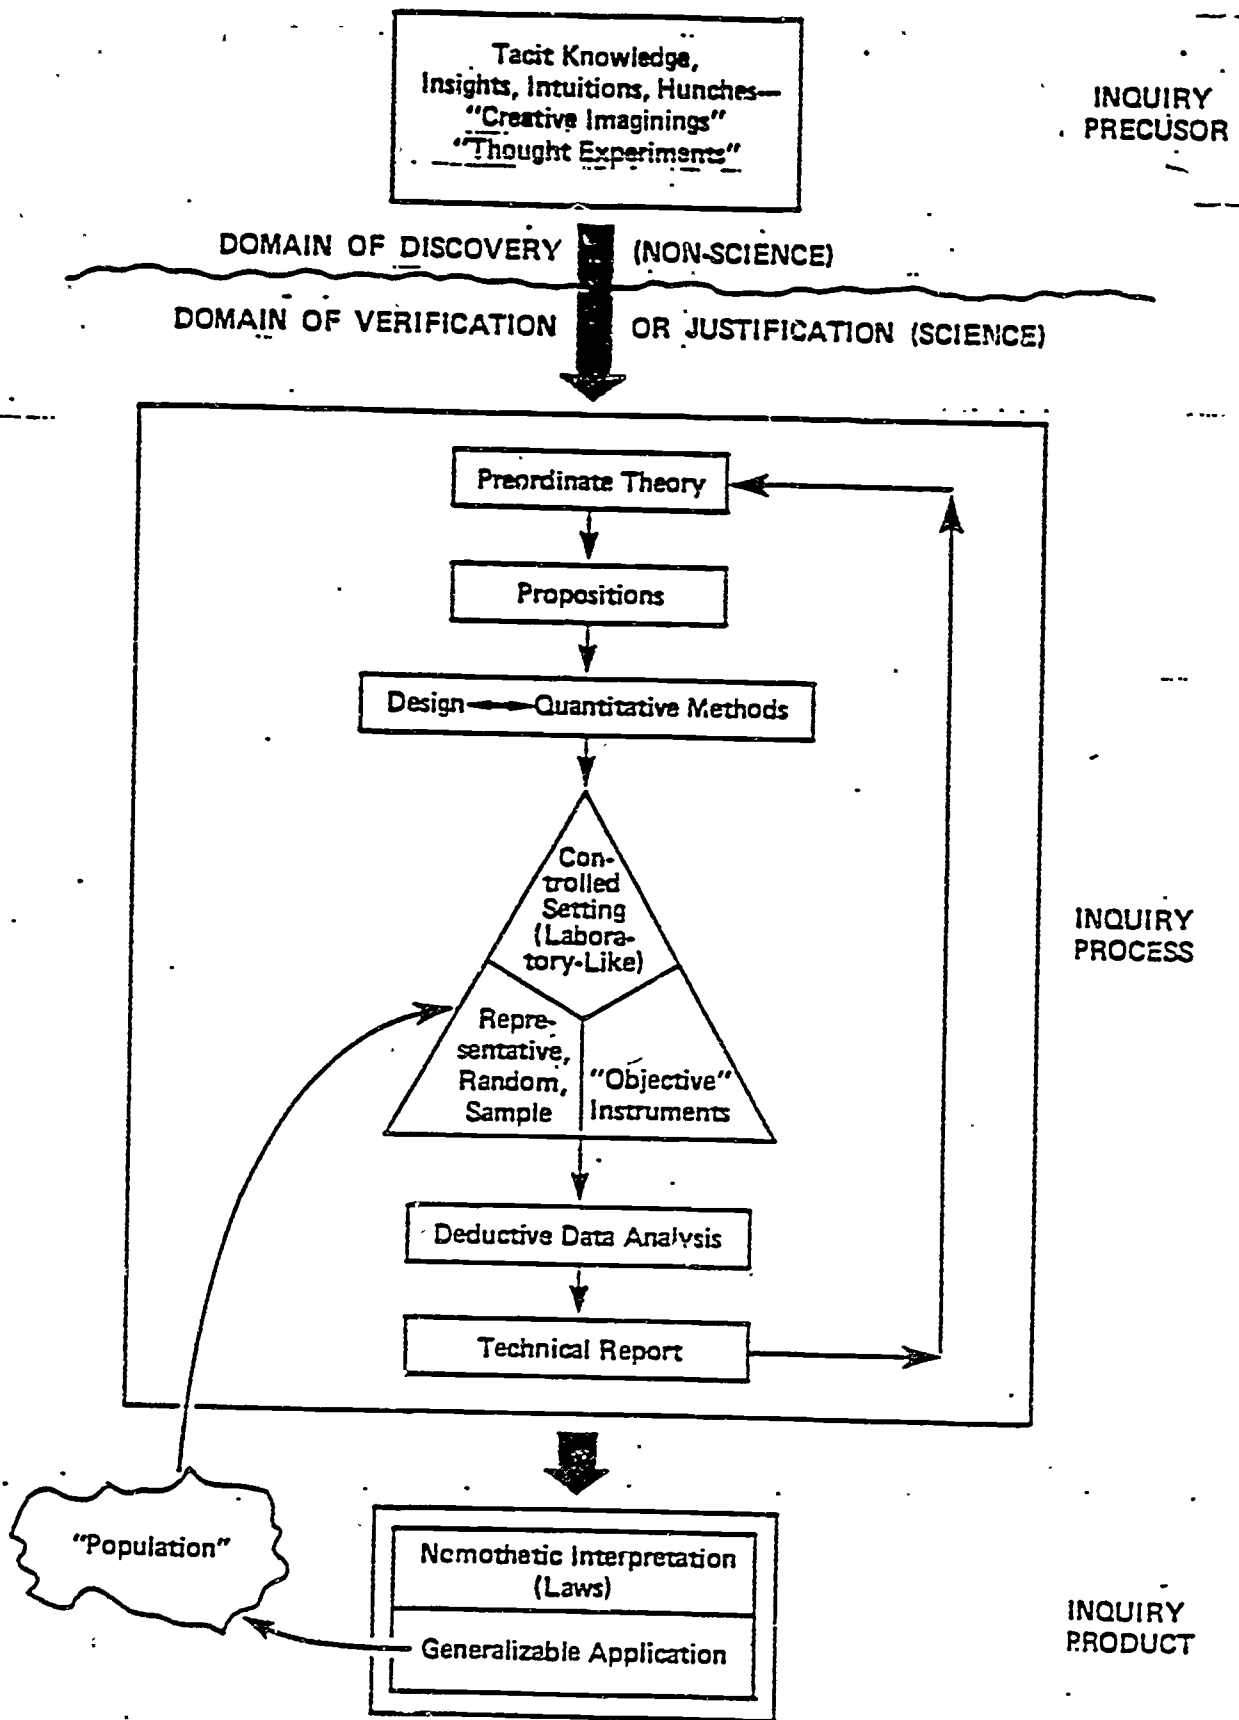 Tacit Knowledge,
Insights, Intuitions, Hunches—
"Creative Imaginings"
"Thought Experiments"
INQUIRY
PRECUSOR
DOMAIN OF DISCOVERY (NON-SCIENCE)
DOMAIN OF VERIFICATION OR JUSTIFICATION (SCIENCE)
Preordinate Theory
Propositions
Design Quantitative Methods
Con-
trolled
Setting
(Labora-
tory-Like)
Repre-
sentative,
Random,
Sample
"Objective"
Instruments
INQUIRY
PROCESS
Deductive Data Analysis
Technical Report
"Population"
Nomothetic Interpretation
(Laws)
Generalizable Application
INQUIRY
PRODUCT